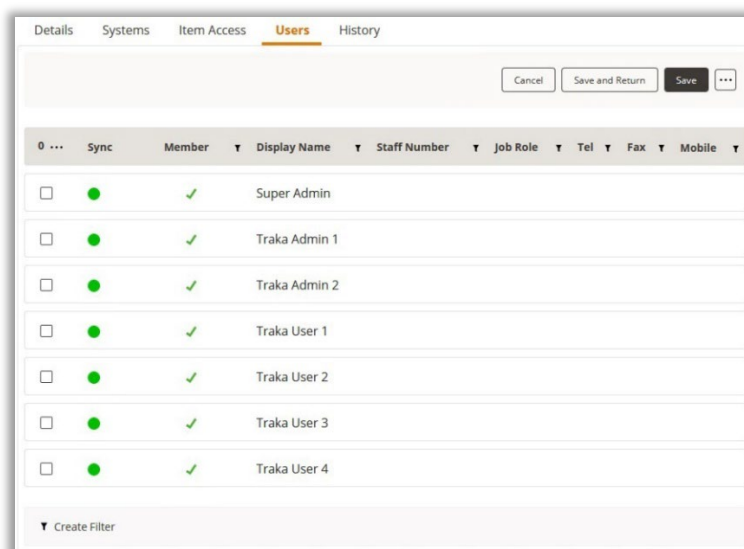 Details Systems Item Access Users History
Cancel Save and Return Save ...
0 ... Sync Member Display Name Staff Number Job Role Tel Fax Mobile
Super Admin
Traka Admin 1
Traka Admin 2
Traka User 1
Traka User 2
Traka User 3
Traka User 4
Create Filter